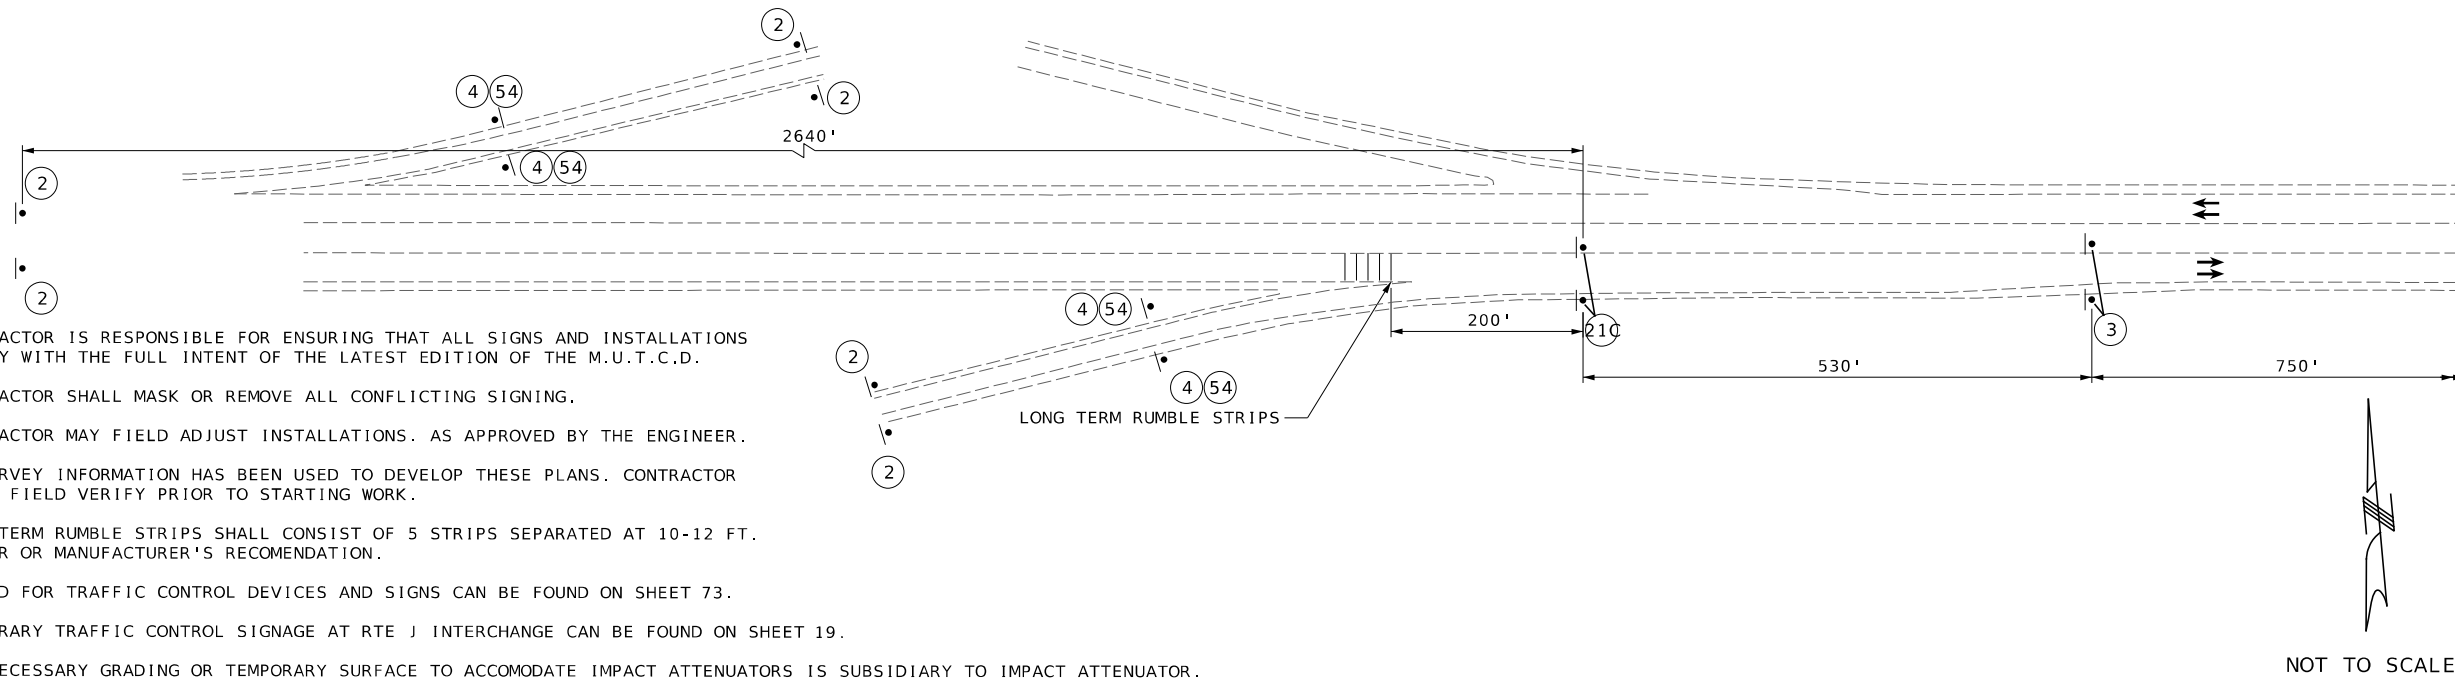 2
4 54
2
2640'
4 54
2
2
4 54
200'
21C
3
530'
750'
2
4 54
LONG TERM RUMBLE STRIPS
2
ACTOR IS RESPONSIBLE FOR ENSURING THAT ALL SIGNS AND INSTALLATIONS
Y WITH THE FULL INTENT OF THE LATEST EDITION OF THE M.U.T.C.D.
ACTOR SHALL MASK OR REMOVE ALL CONFLICTING SIGNING.
ACTOR MAY FIELD ADJUST INSTALLATIONS. AS APPROVED BY THE ENGINEER.
RVEY INFORMATION HAS BEEN USED TO DEVELOP THESE PLANS. CONTRACTOR
FIELD VERIFY PRIOR TO STARTING WORK.
TERM RUMBLE STRIPS SHALL CONSIST OF 5 STRIPS SEPARATED AT 10-12 FT.
R OR MANUFACTURER'S RECOMENDATION.
D FOR TRAFFIC CONTROL DEVICES AND SIGNS CAN BE FOUND ON SHEET 73.
RARY TRAFFIC CONTROL SIGNAGE AT RTE J INTERCHANGE CAN BE FOUND ON SHEET 19.
ECESSARY GRADING OR TEMPORARY SURFACE TO ACCOMODATE IMPACT ATTENUATORS IS SUBSIDIARY TO IMPACT ATTENUATOR.
NOT TO SCALE